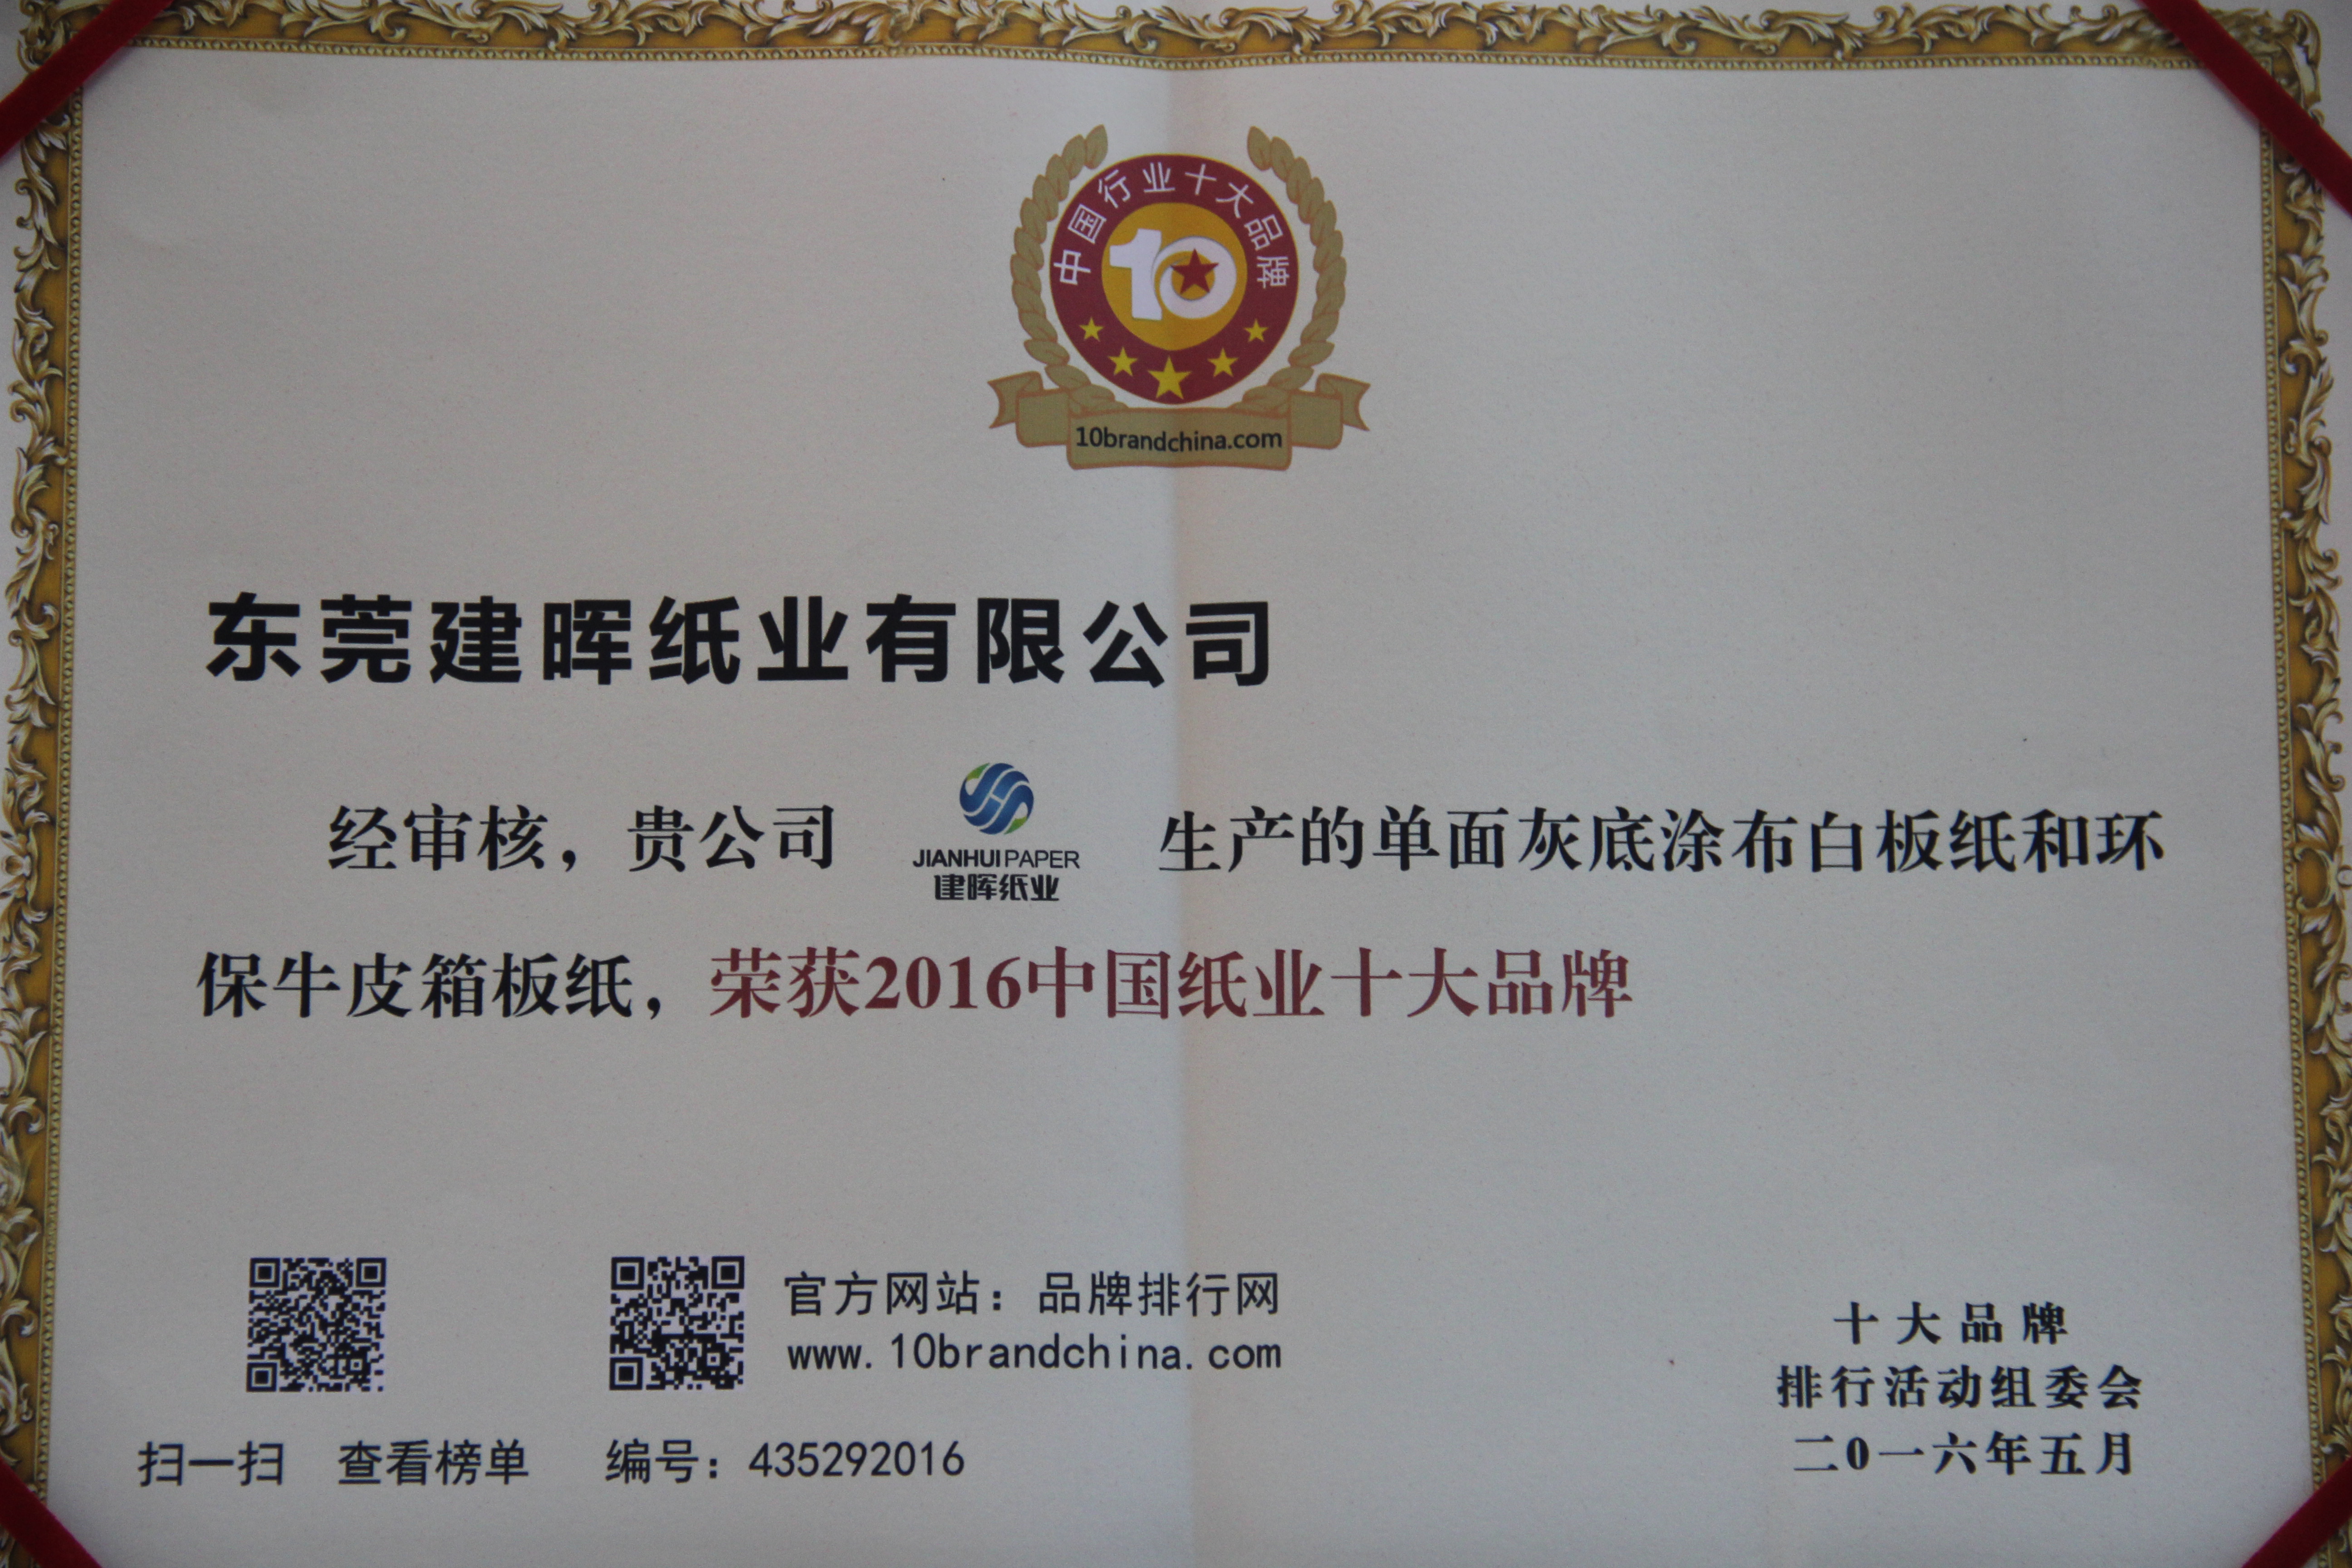 中国行业十大品牌
10
10brandchina.com
东莞建晖纸业有限公司
经审核，贵公司 JIANHUI PAPER 建晖纸业 生产的单面灰底涂布白板纸和环
保牛皮箱板纸，荣获2016中国纸业十大品牌
官方网站：品牌排行网
www.10brandchina.com
扫一扫 查看榜单 编号：435292016
十大品牌
排行活动组委会
二0一六年五月